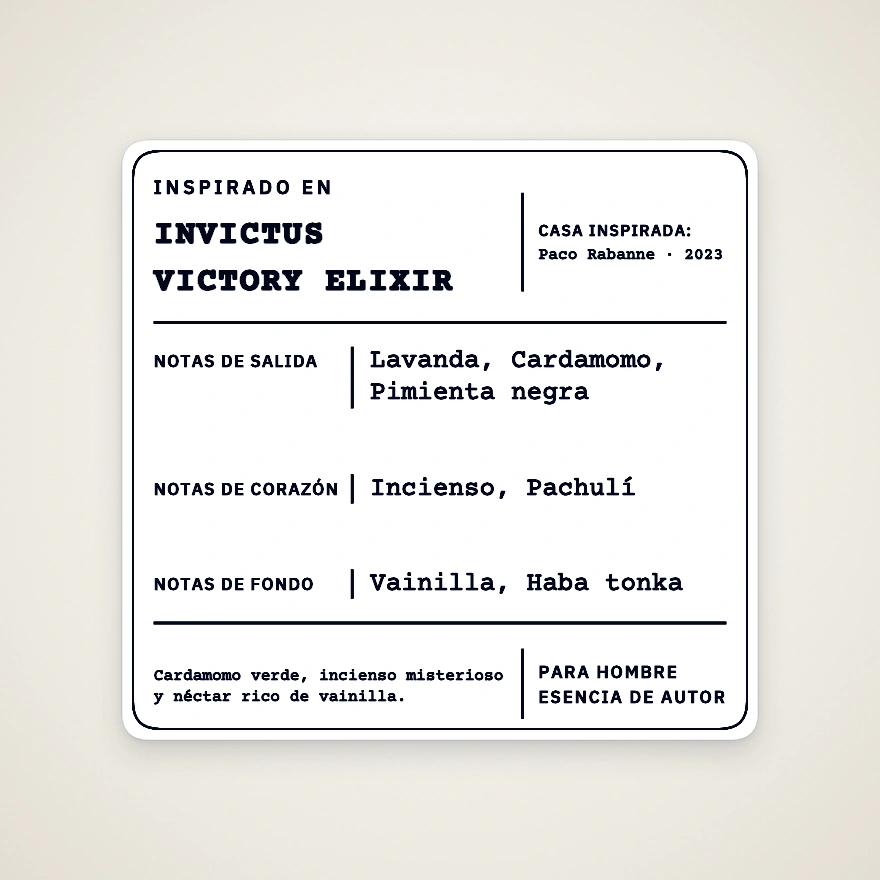 INSPIRADO EN
INVICTUS
VICTORY ELIXIR
CASA INSPIRADA:
Paco Rabanne · 2023
NOTAS DE SALIDA
Lavanda, Cardamomo,
Pimienta negra
NOTAS DE CORAZÓN
Incienso, Pachulí
NOTAS DE FONDO
Vainilla, Haba tonka
Cardamomo verde, incienso misterioso
y néctar rico de vainilla.
PARA HOMBRE
ESENCIA DE AUTOR